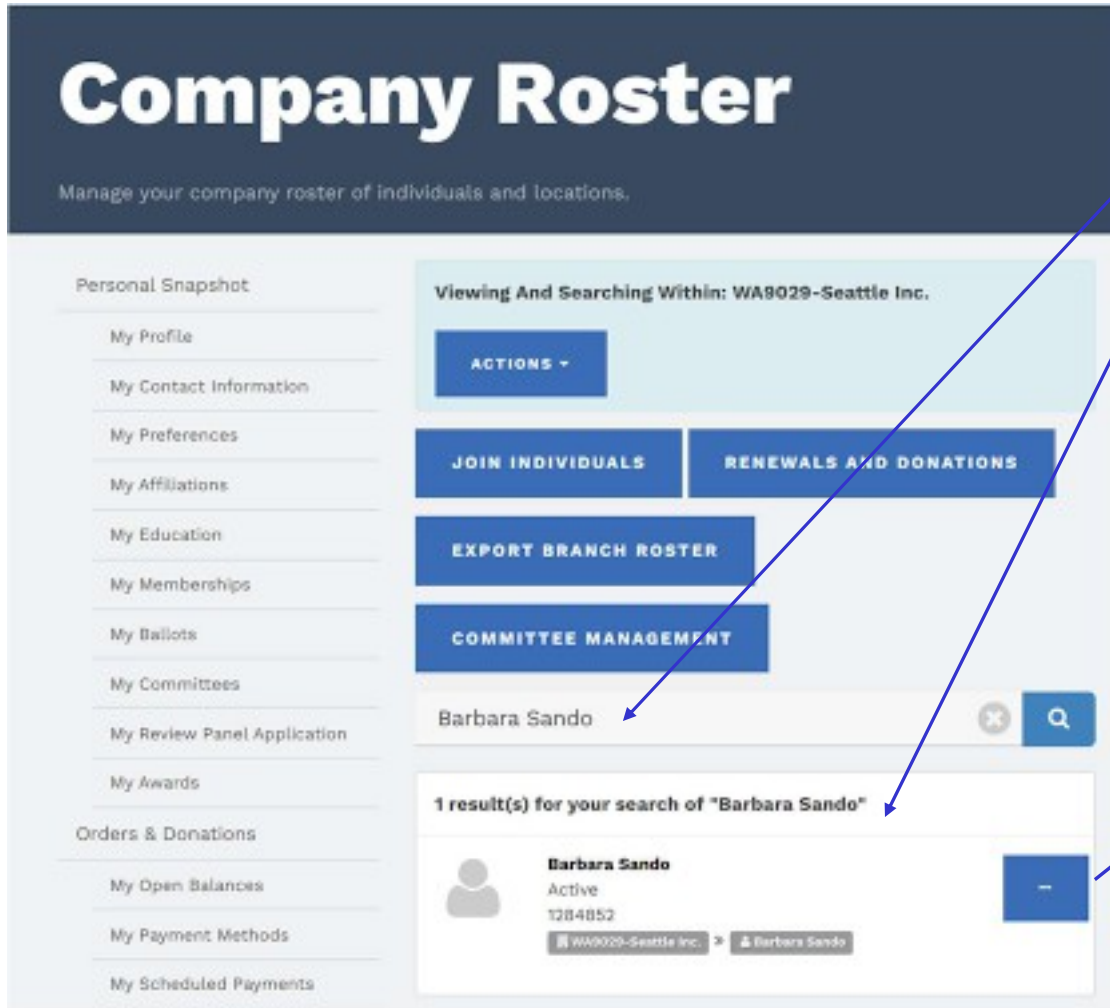 Company Roster
Manage your company roster of individuals and locations.
Personal Snapshot
My Profile
My Contact Information
My Preferences
My Affiliations
My Education
My Memberships
My Ballots
My Committees
My Review Panel Application
My Awards
Orders & Donations
My Open Balances
My Payment Methods
My Scheduled Payments
Viewing And Searching Within: WA9029-Seattle Inc.
ACTIONS
JOIN INDIVIDUALS RENEWALS AND DONATIONS
EXPORT BRANCH ROSTER
COMMITTEE MANAGEMENT
Barbara Sando
1 result(s) for your search of "Barbara Sando"
Barbara Sando
Active
1284852
WA9029-Seattle Inc. » Barbara Sando